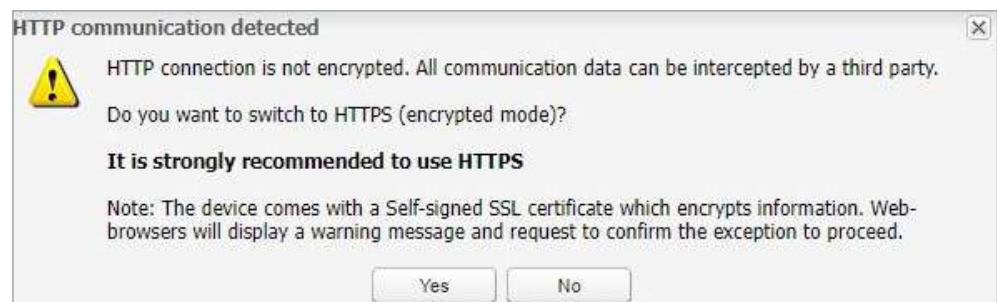 HTTP communication detected
HTTP connection is not encrypted. All communication data can be intercepted by a third party.
Do you want to switch to HTTPS (encrypted mode)?
It is strongly recommended to use HTTPS
Note: The device comes with a Self-signed SSL certificate which encrypts information. Web-
browsers will display a warning message and request to confirm the exception to proceed.
Yes No